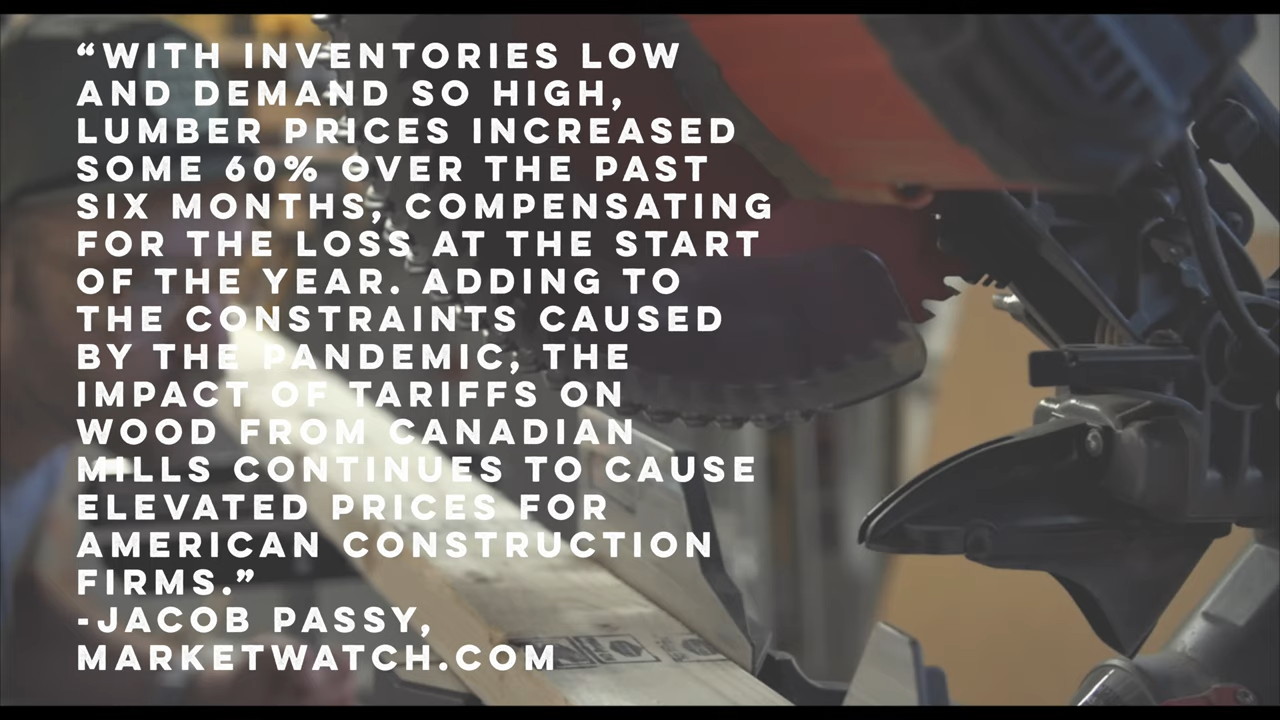 “WITH INVENTORIES LOW
AND DEMAND SO HIGH,
LUMBER PRICES INCREASED
SOME 60% OVER THE PAST
SIX MONTHS, COMPENSATING
FOR THE LOSS AT THE START
OF THE YEAR. ADDING TO
THE CONSTRAINTS CAUSED
BY THE PANDEMIC, THE
IMPACT OF TARIFFS ON
WOOD FROM CANADIAN
MILLS CONTINUES TO CAUSE
ELEVATED PRICES FOR
AMERICAN CONSTRUCTION
FIRMS.”
-JACOB PASSY,
MARKETWATCH.COM